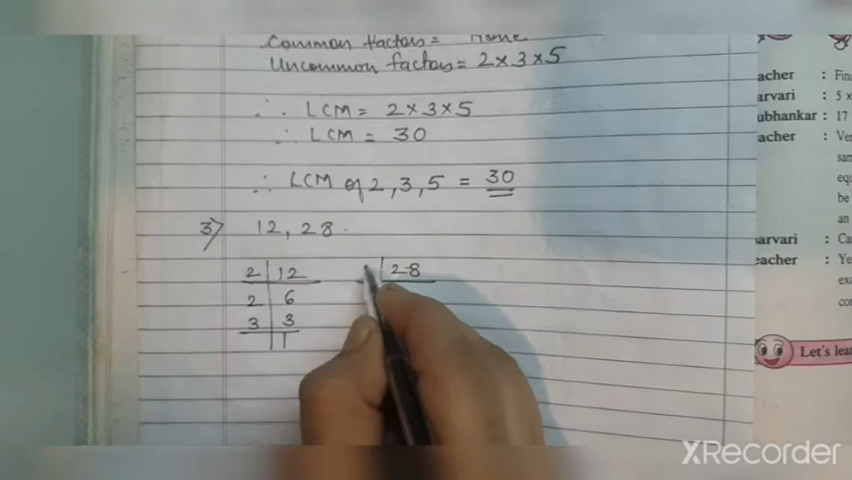 Common factors = None
Uncommon factors = 2×3×5
∴ LCM = 2×3×5
∴ LCM = 30
∴ LCM of 2, 3, 5 = 30
3) 12, 28.
2 | 12
2 | 6
3 | 3
| 1
28
acher : Fin
arvari : 5 ×
ubhankar : 17
acher : Ver
sam
equ
be
an
arvari : Ca
eacher : Ye
exa
con
Let's lea
XRecorder